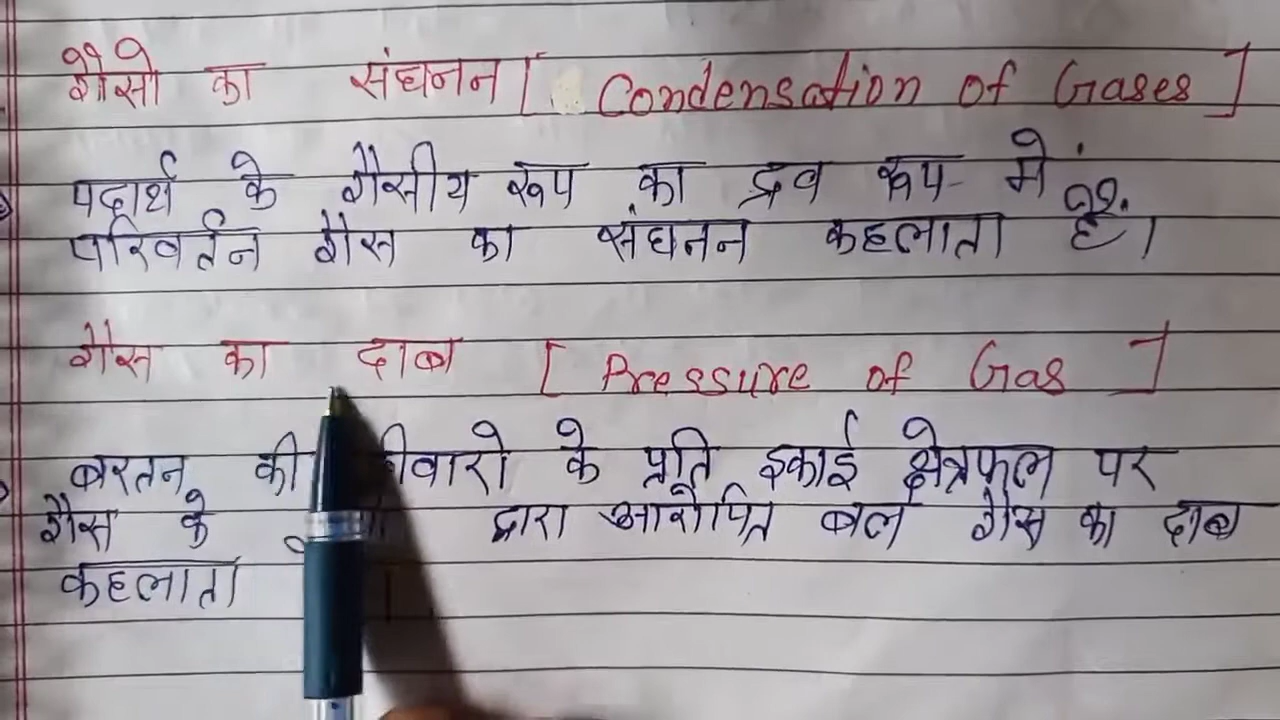 गैसो का संघनन [ Condensation of Gases ]
पदार्थ के गैसीय रूप का द्रव रूप में
परिवर्तन गैस का संघनन कहलाता है।
गैस का दाब [ Pressure of Gas ]
बरतन की दीवारो के प्रति इकाई क्षेत्रफल पर
गैस के द्वारा आरोपित बल गैस का दाब
कहलाता